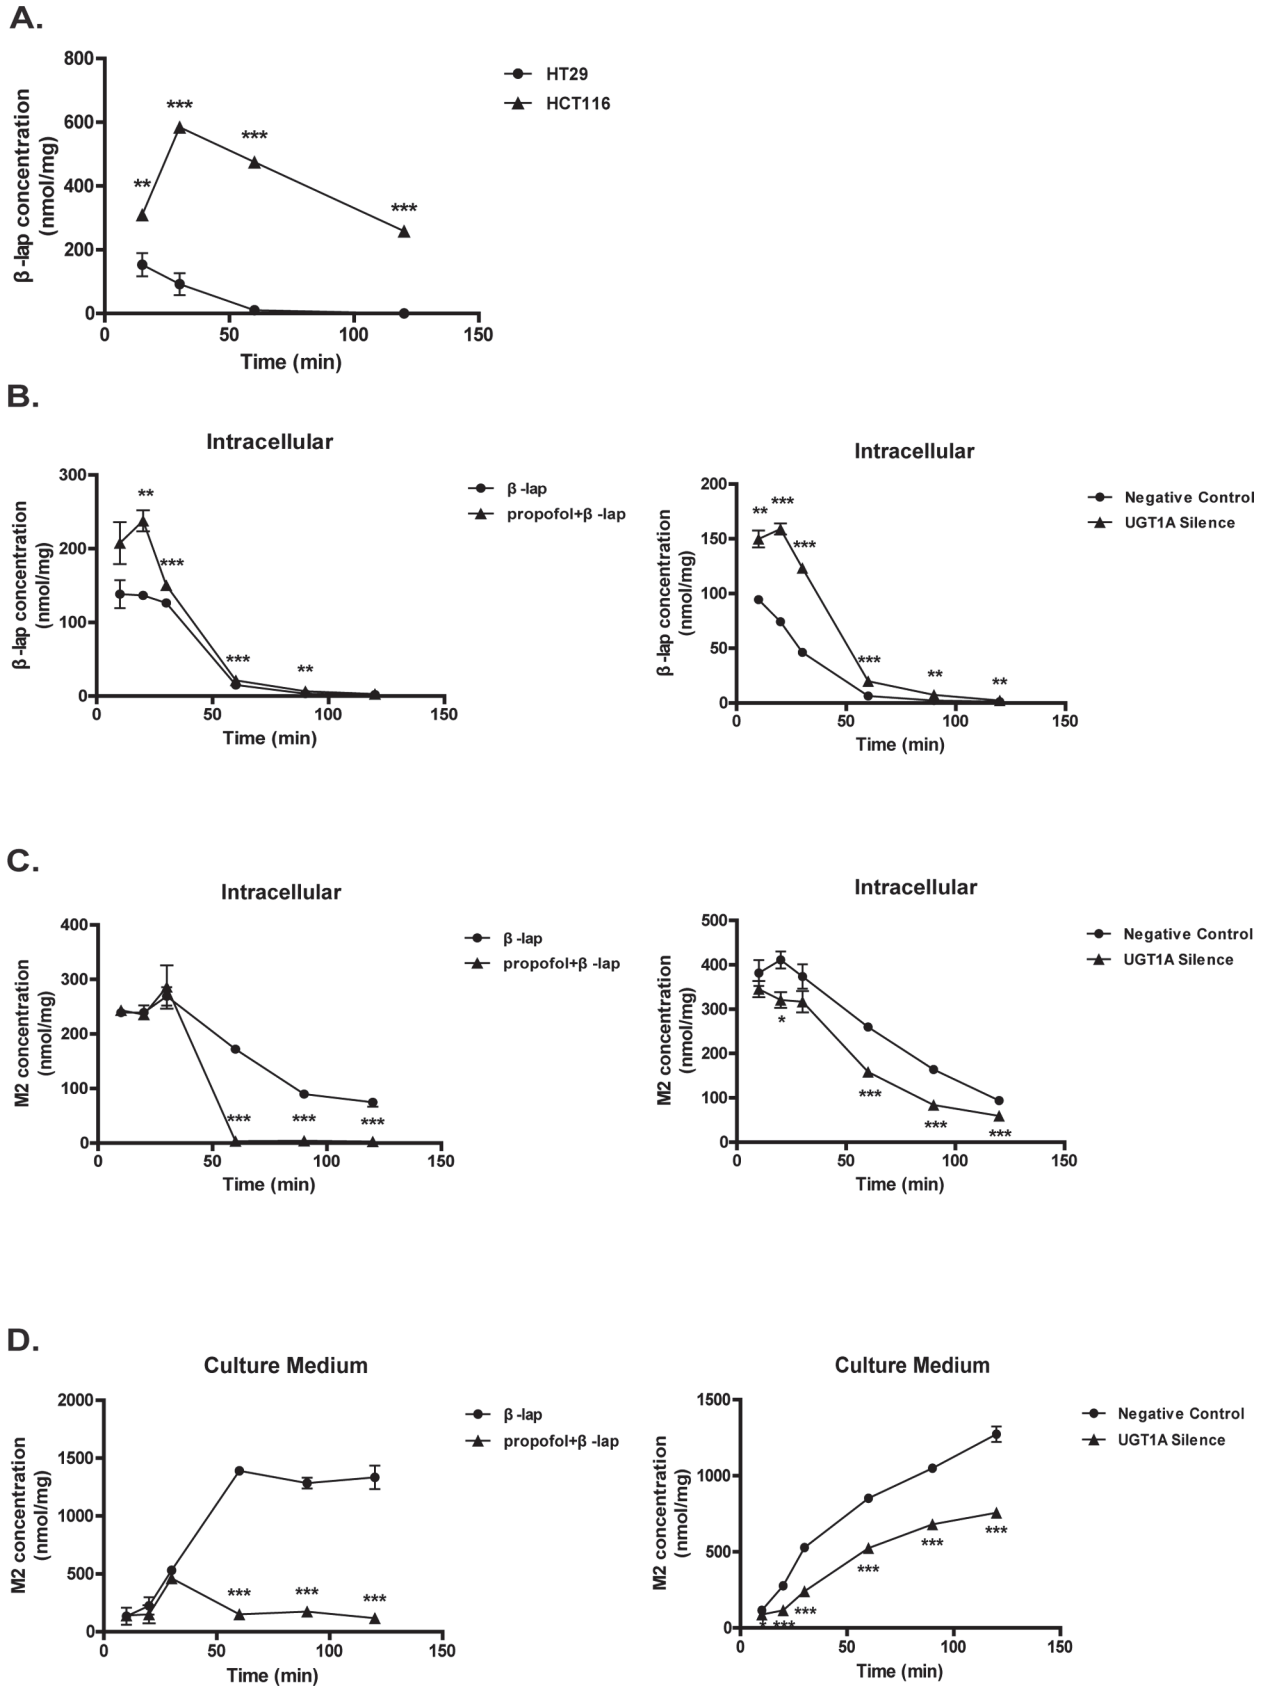 A.
β-lap concentration
(nmol/mg)
800
600
400
200
0
0 50 100 150
Time (min)
** *** *** ***
HT29
HCT116
B.
Intracellular
β-lap concentration
(nmol/mg)
300
200
100
0
0 50 100 150
Time (min)
** *** *** **
β-lap
propofol+β-lap
Intracellular
β-lap concentration
(nmol/mg)
200
150
100
50
0
0 50 100 150
Time (min)
** *** *** *** ** **
Negative Control
UGT1A Silence
C.
Intracellular
M2 concentration
(nmol/mg)
400
300
200
100
0
0 50 100 150
Time (min)
*** *** ***
β-lap
propofol+β-lap
Intracellular
M2 concentration
(nmol/mg)
500
400
300
200
100
0
0 50 100 150
Time (min)
* *** *** ***
Negative Control
UGT1A Silence
D.
Culture Medium
M2 concentration
(nmol/mg)
2000
1500
1000
500
0
0 50 100 150
Time (min)
*** *** ***
β-lap
propofol+β-lap
Culture Medium
M2 concentration
(nmol/mg)
1500
1000
500
0
0 50 100 150
Time (min)
* *** *** *** *** ***
Negative Control
UGT1A Silence